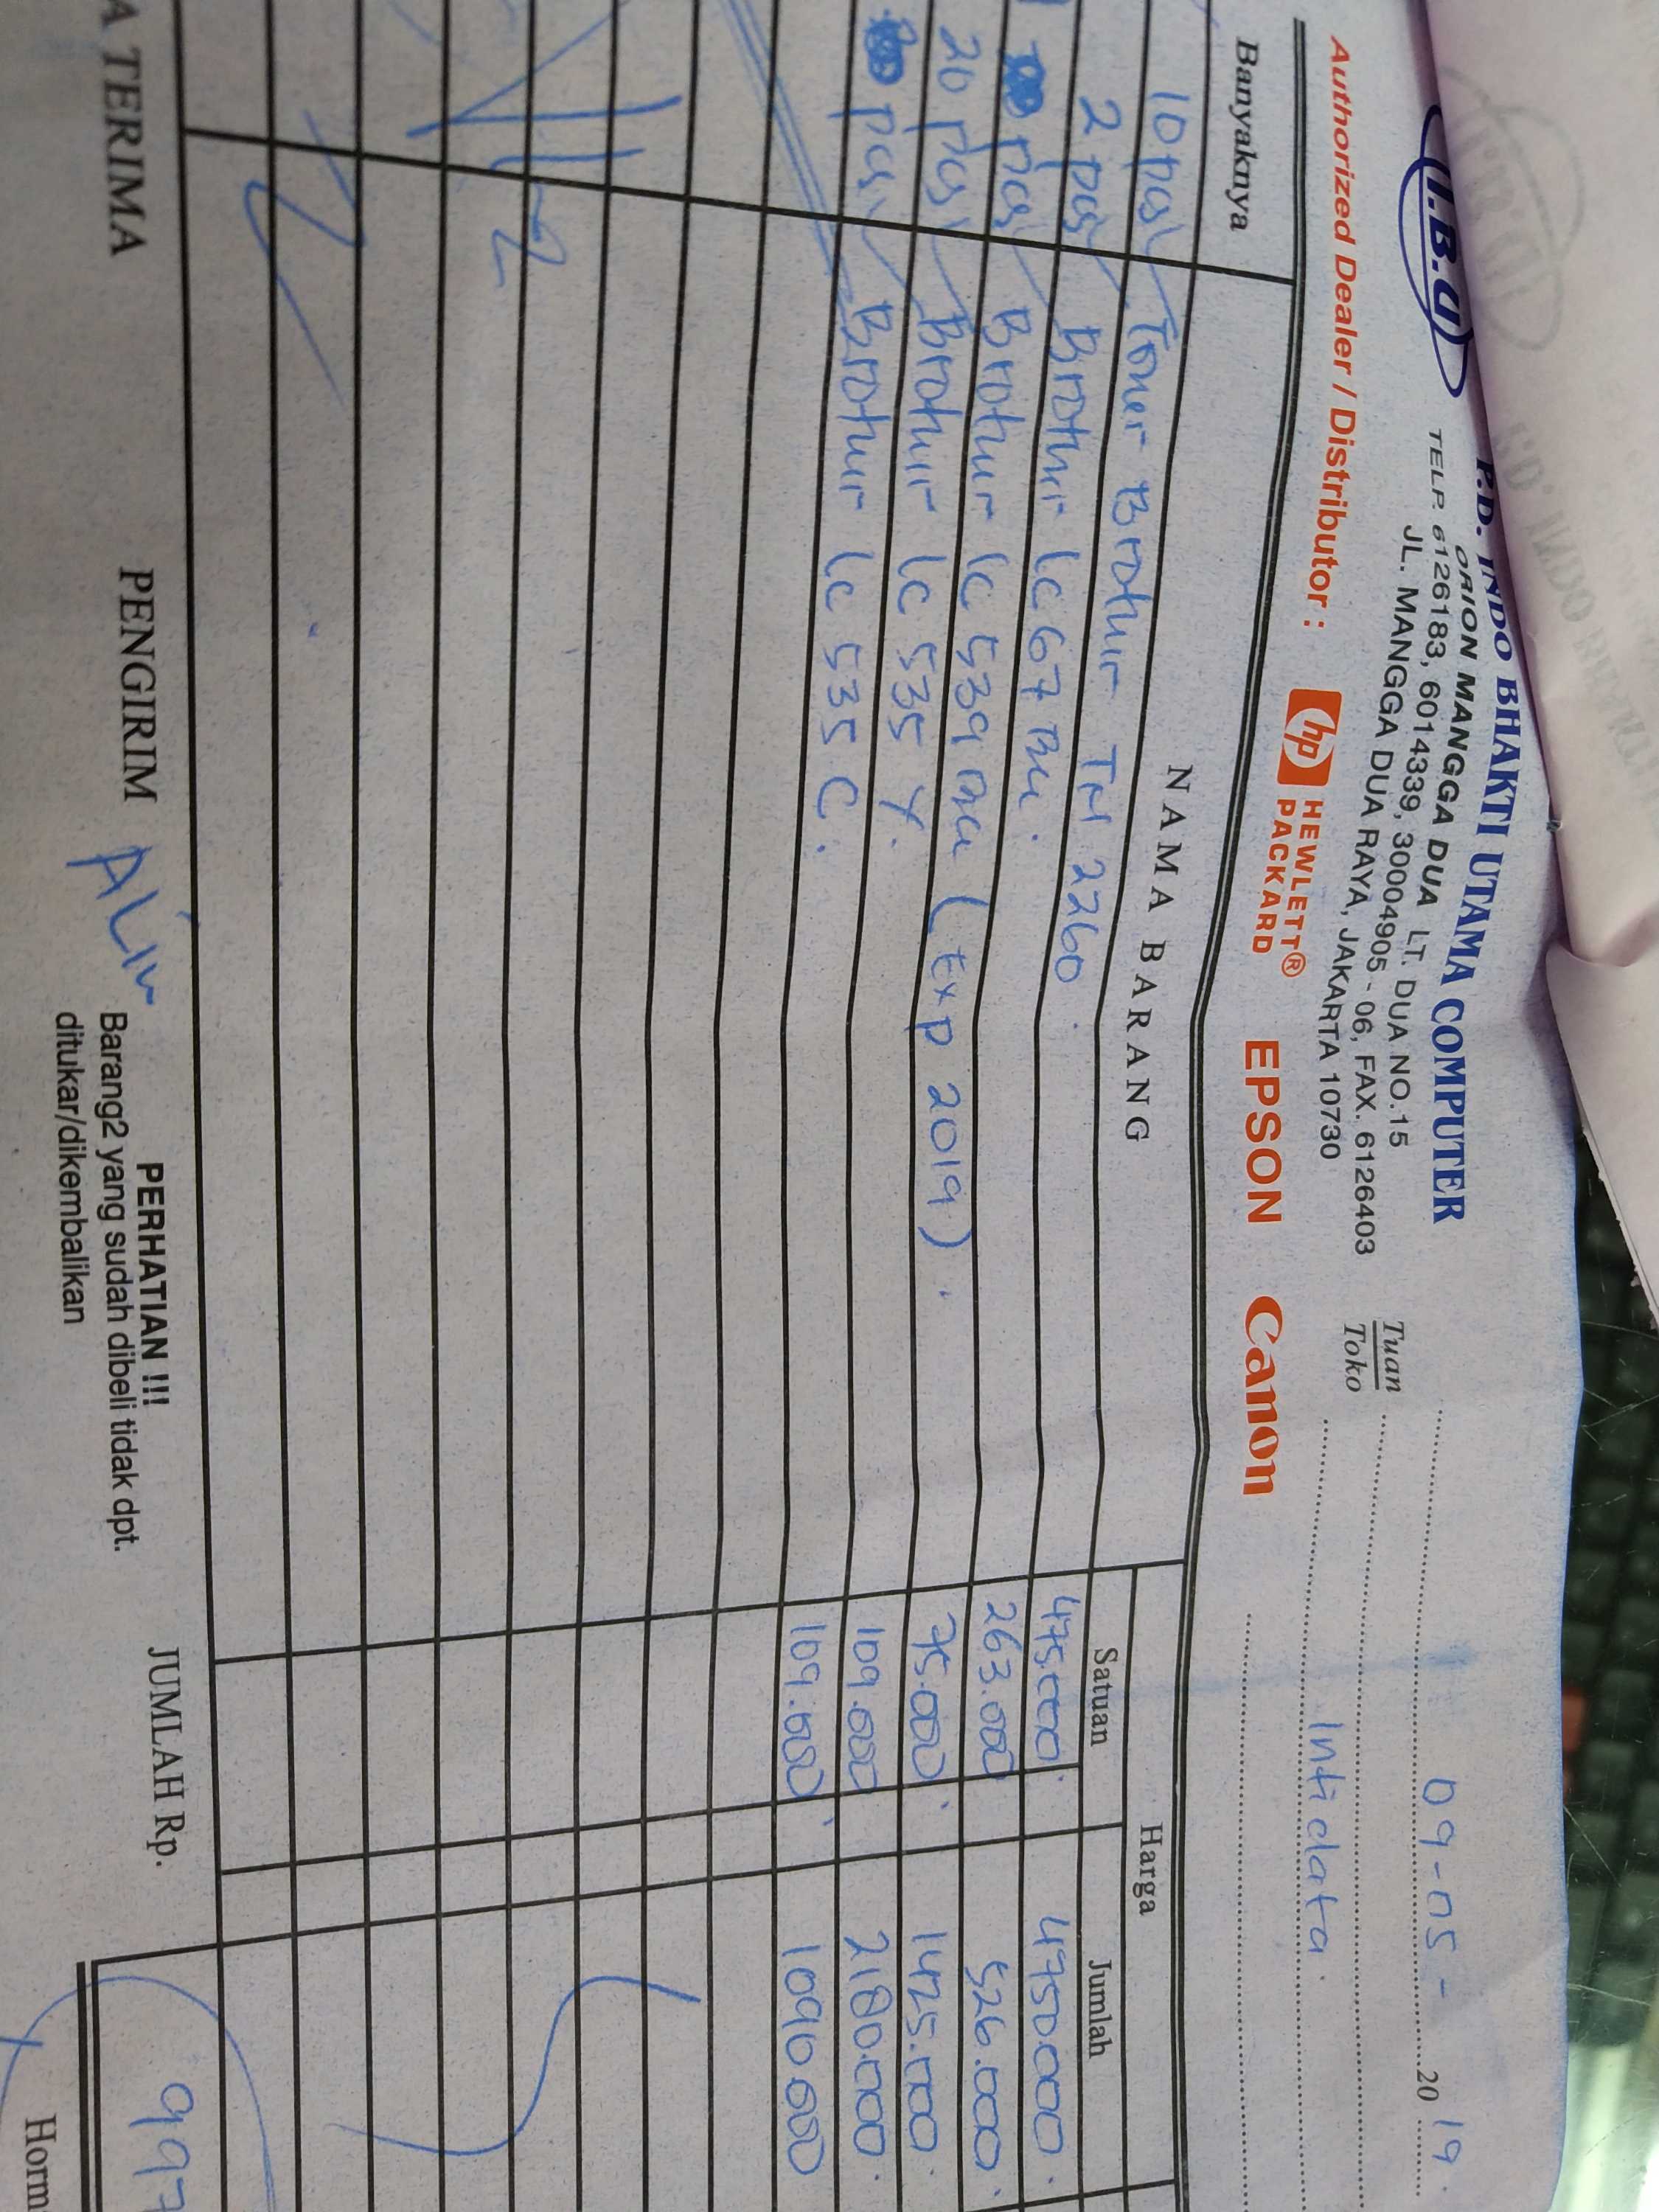 I.B.U
P.D. INDO BHAKTI UTAMA COMPUTER
ORION MANGGA DUA LT. DUA NO.15
TELP. 6126183, 6014339, 30004905 - 06, FAX. 6126403
JL. MANGGA DUA RAYA, JAKARTA 10730
09-05- 20 19
Tuan
Toko
Inti data
Authorized Dealer / Distributor : hp HEWLETT® PACKARD EPSON Canon
Banyaknya NAMA BARANG Harga
Satuan Jumlah
10 pcs Toner Brother TN 2260 475.000 4750.000
2 pcs Brother LC 67 263.000 526.000
pcs Brother LC 539 (Exp 2019) 75.000 1425.000
20 pcs Brother LC 535 Y. 109.000 2180.000
pcs Brother LC 535 C. 109.000 1090.000
A TERIMA PENGIRIM JUMLAH Rp. 997
PERHATIAN !!!
Barang2 yang sudah dibeli tidak dpt.
ditukar/dikembalikan
Horm